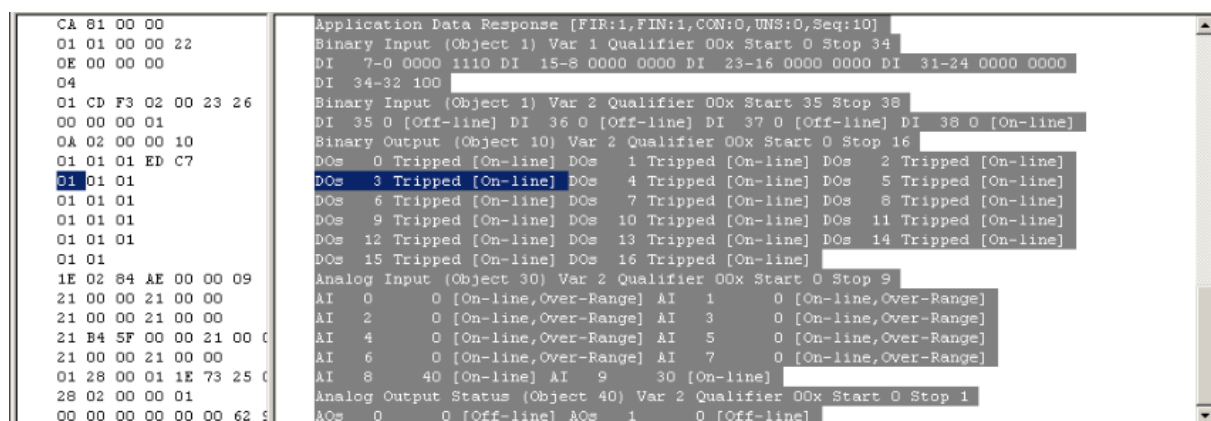 CA 81 00 00
01 01 00 00 22
0E 00 00 00
04
01 CD F3 02 00 23 26
00 00 00 01
0A 02 00 00 10
01 01 01 ED C7
01 01 01
01 01 01
01 01 01
01 01 01
01 01
1E 02 84 AE 00 00 09
21 00 00 21 00 00
21 00 00 21 00 00
21 B4 5F 00 00 21 00
21 00 00 21 00 00
01 28 00 01 1E 73 25
28 02 00 00 01
00 00 00 00 00 00 62
Application Data Response [FIR:1,FIN:1,CON:0,UNS:0,Seq:10]
Binary Input (Object 1) Var 1 Qualifier 00x Start 0 Stop 34
DI 7-0 0000 1110 DI 15-8 0000 0000 DI 23-16 0000 0000 DI 31-24 0000 0000
DI 34-32 100
Binary Input (Object 1) Var 2 Qualifier 00x Start 35 Stop 38
DI 35 0 [Off-line] DI 36 0 [Off-line] DI 37 0 [Off-line] DI 38 0 [On-line]
Binary Output (Object 10) Var 2 Qualifier 00x Start 0 Stop 16
DOs 0 Tripped [On-line] DOs 1 Tripped [On-line] DOs 2 Tripped [On-line]
DOs 3 Tripped [On-line] DOs 4 Tripped [On-line] DOs 5 Tripped [On-line]
DOs 6 Tripped [On-line] DOs 7 Tripped [On-line] DOs 8 Tripped [On-line]
DOs 9 Tripped [On-line] DOs 10 Tripped [On-line] DOs 11 Tripped [On-line]
DOs 12 Tripped [On-line] DOs 13 Tripped [On-line] DOs 14 Tripped [On-line]
DOs 15 Tripped [On-line] DOs 16 Tripped [On-line]
Analog Input (Object 30) Var 2 Qualifier 00x Start 0 Stop 9
AI 0 0 [On-line,Over-Range] AI 1 0 [On-line,Over-Range]
AI 2 0 [On-line,Over-Range] AI 3 0 [On-line,Over-Range]
AI 4 0 [On-line,Over-Range] AI 5 0 [On-line,Over-Range]
AI 6 0 [On-line,Over-Range] AI 7 0 [On-line,Over-Range]
AI 8 40 [On-line] AI 9 30 [On-line]
Analog Output Status (Object 40) Var 2 Qualifier 00x Start 0 Stop 1
AOs 0 0 [Off-line] AOs 1 0 [Off-line]